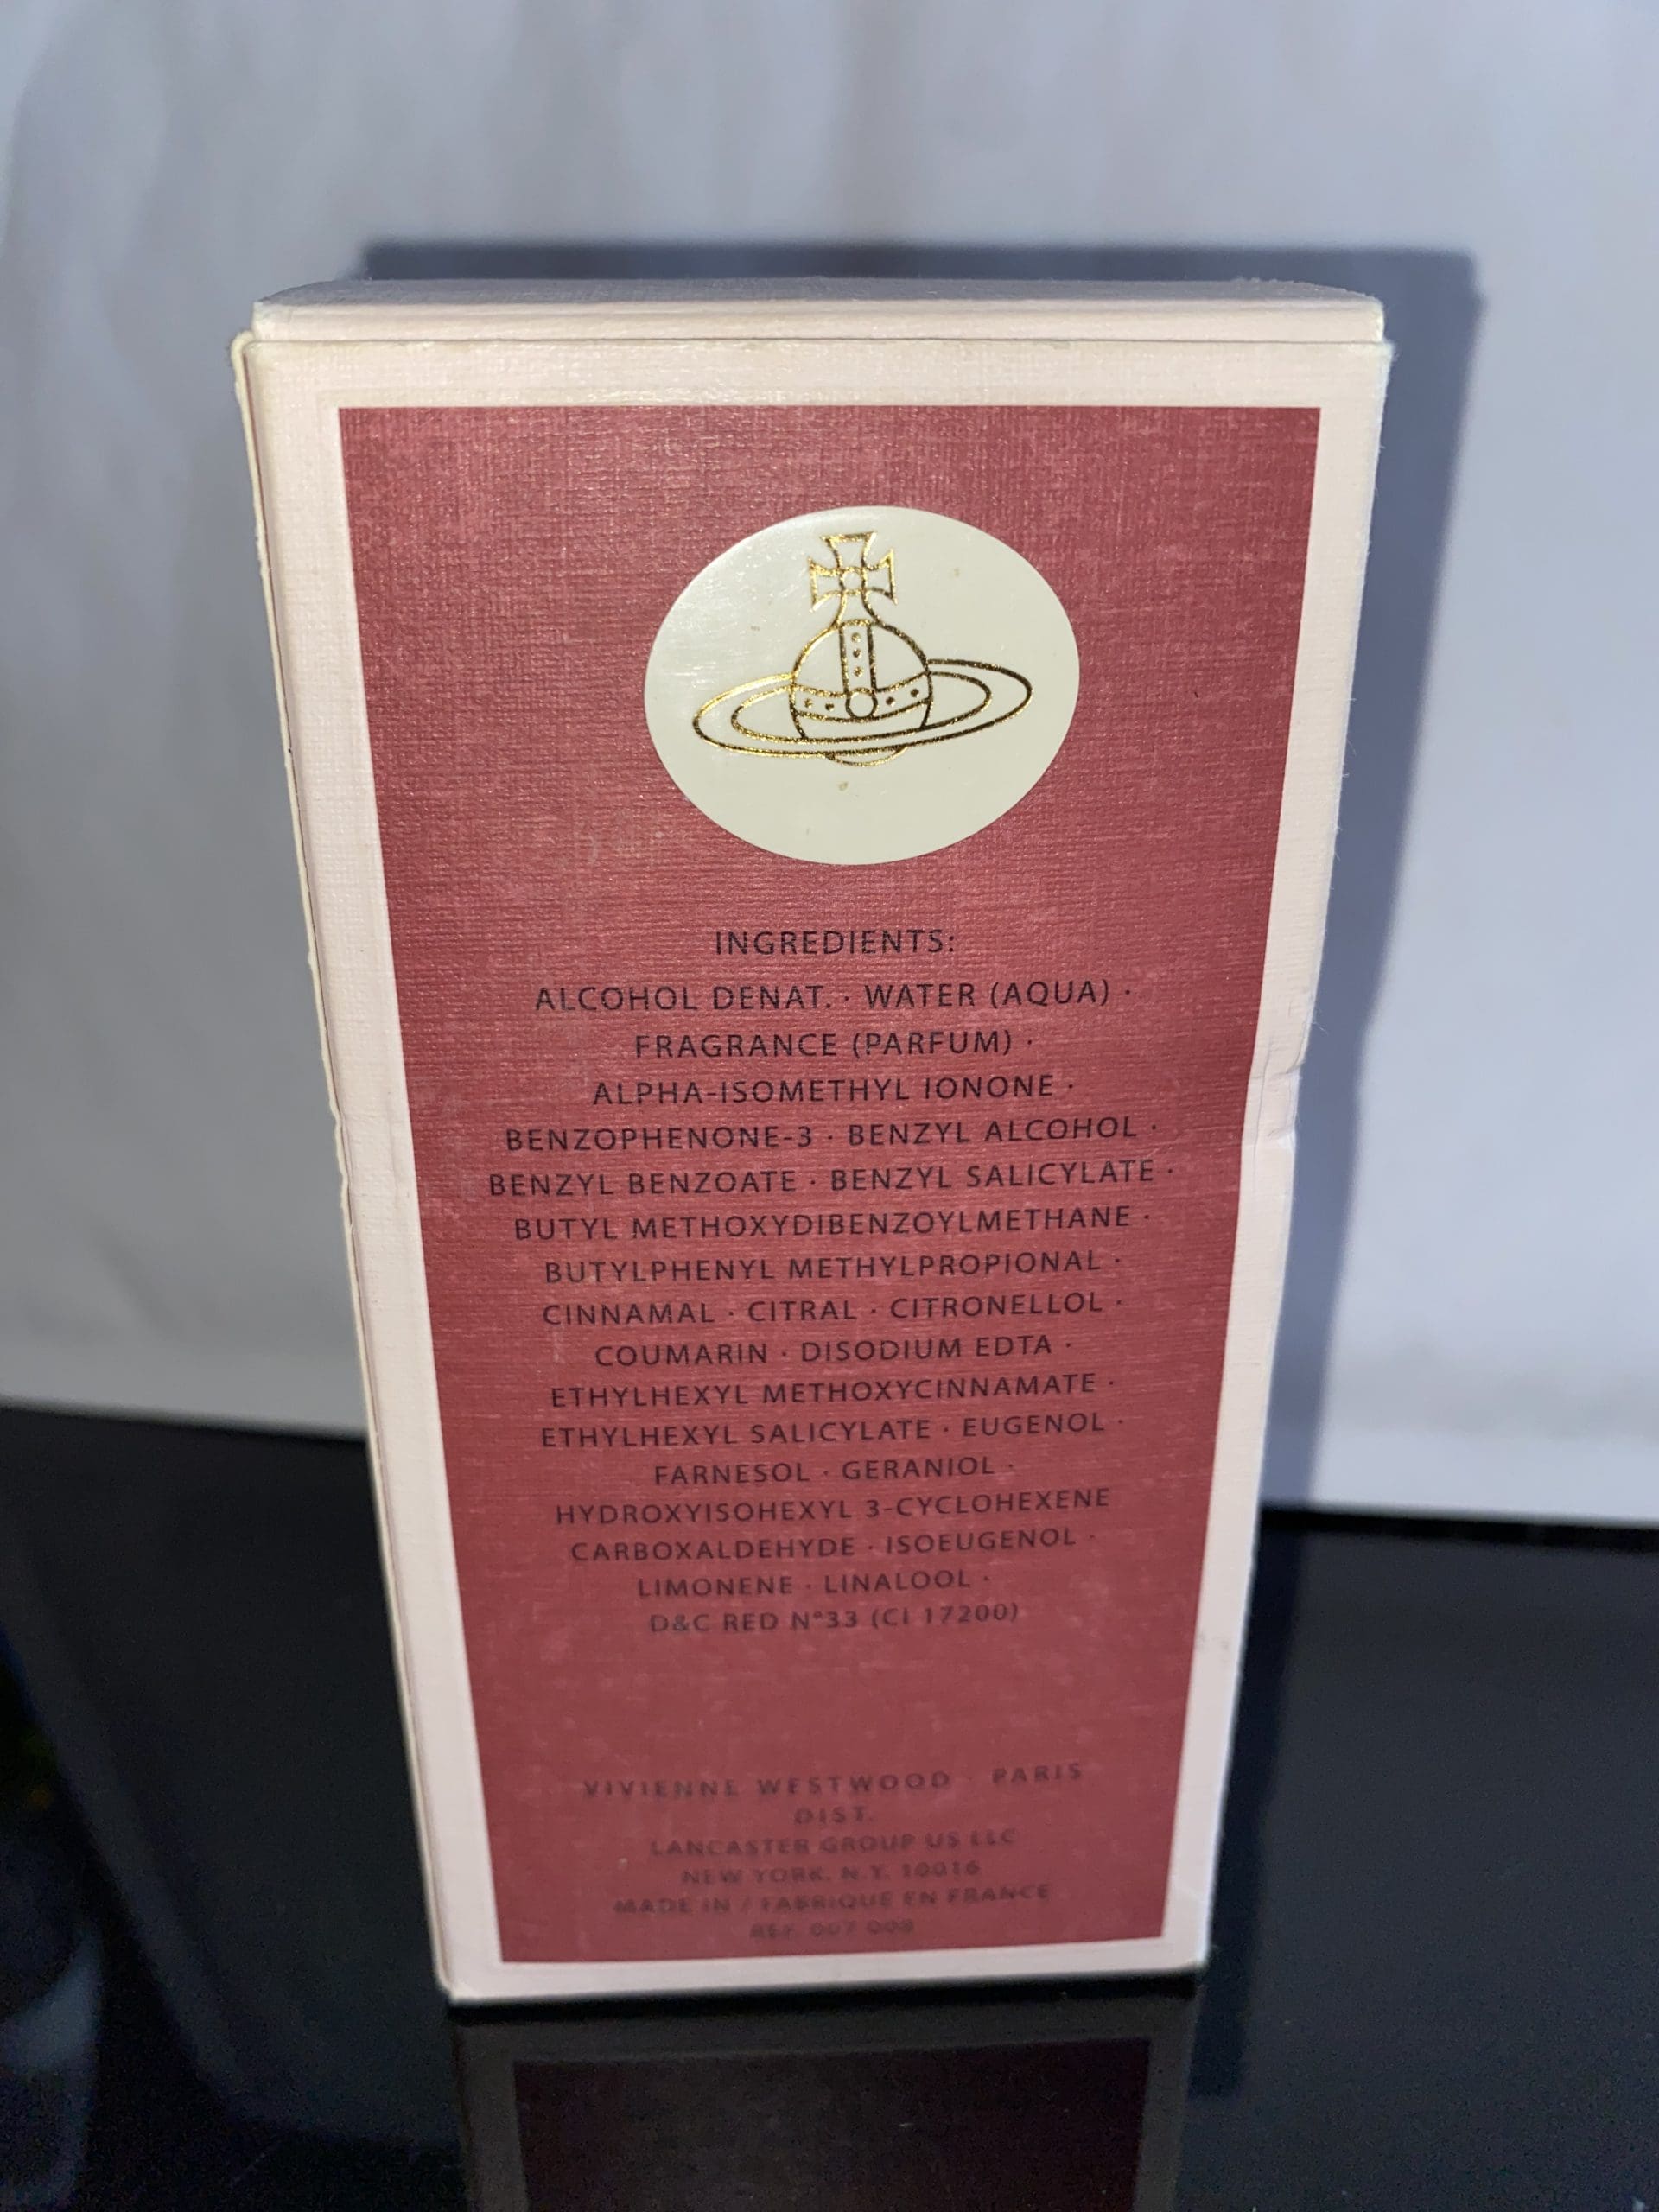 INGREDIENTS:
ALCOHOL DENAT. · WATER (AQUA) ·
FRAGRANCE (PARFUM) ·
ALPHA-ISOMETHYL IONONE ·
BENZOPHENONE-3 · BENZYL ALCOHOL ·
BENZYL BENZOATE · BENZYL SALICYLATE ·
BUTYL METHOXYDIBENZOYLMETHANE ·
BUTYLPHENYL METHYLPROPIONAL ·
CINNAMAL · CITRAL · CITRONELLOL ·
COUMARIN · DISODIUM EDTA ·
ETHYLHEXYL METHOXYCINNAMATE ·
ETHYLHEXYL SALICYLATE · EUGENOL ·
FARNESOL · GERANIOL ·
HYDROXYISOHEXYL 3-CYCLOHEXENE
CARBOXALDEHYDE · ISOEUGENOL ·
LIMONENE · LINALOOL ·
D&C RED N°33 (CI 17200)
VIVIENNE WESTWOOD · PARIS
DIST.
LANCASTER GROUP US LLC
NEW YORK, N.Y. 10016
MADE IN / FABRIQUE EN FRANCE
REF. 007 008